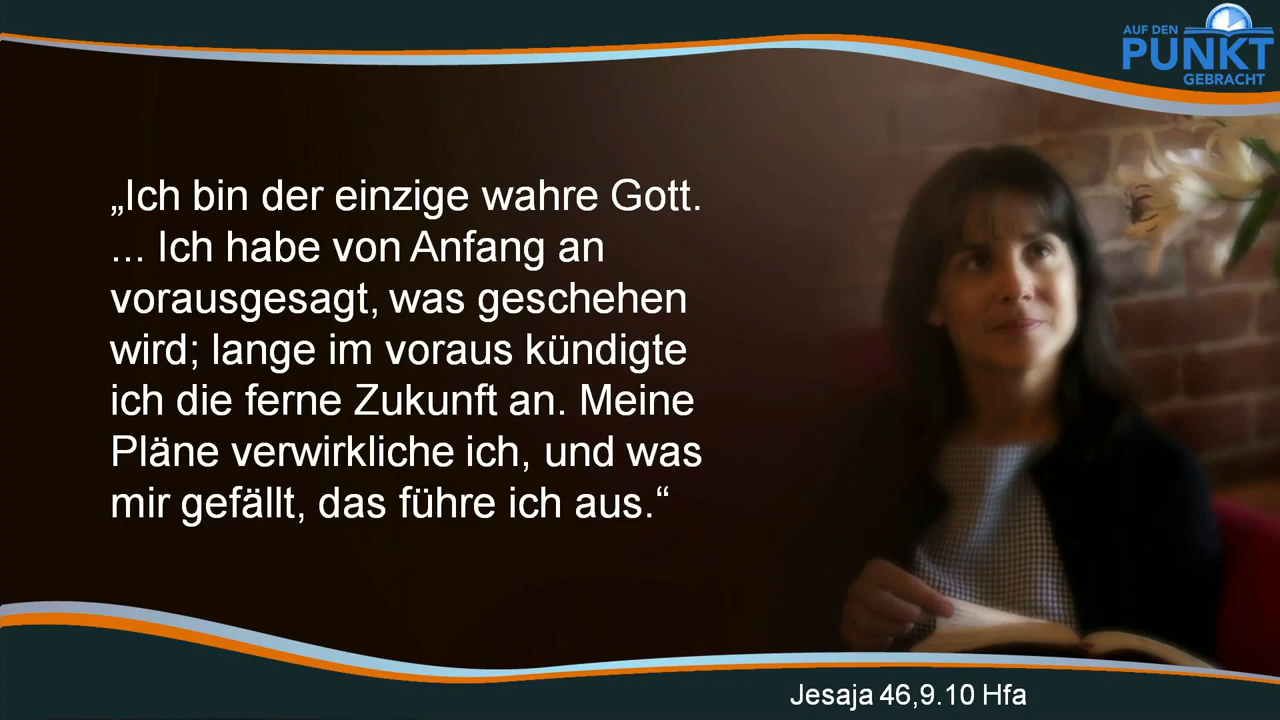 AUF DEN
PUNKT
GEBRACHT
„Ich bin der einzige wahre Gott.
... Ich habe von Anfang an
vorausgesagt, was geschehen
wird; lange im voraus kündigte
ich die ferne Zukunft an. Meine
Pläne verwirkliche ich, und was
mir gefällt, das führe ich aus.“
Jesaja 46,9.10 Hfa